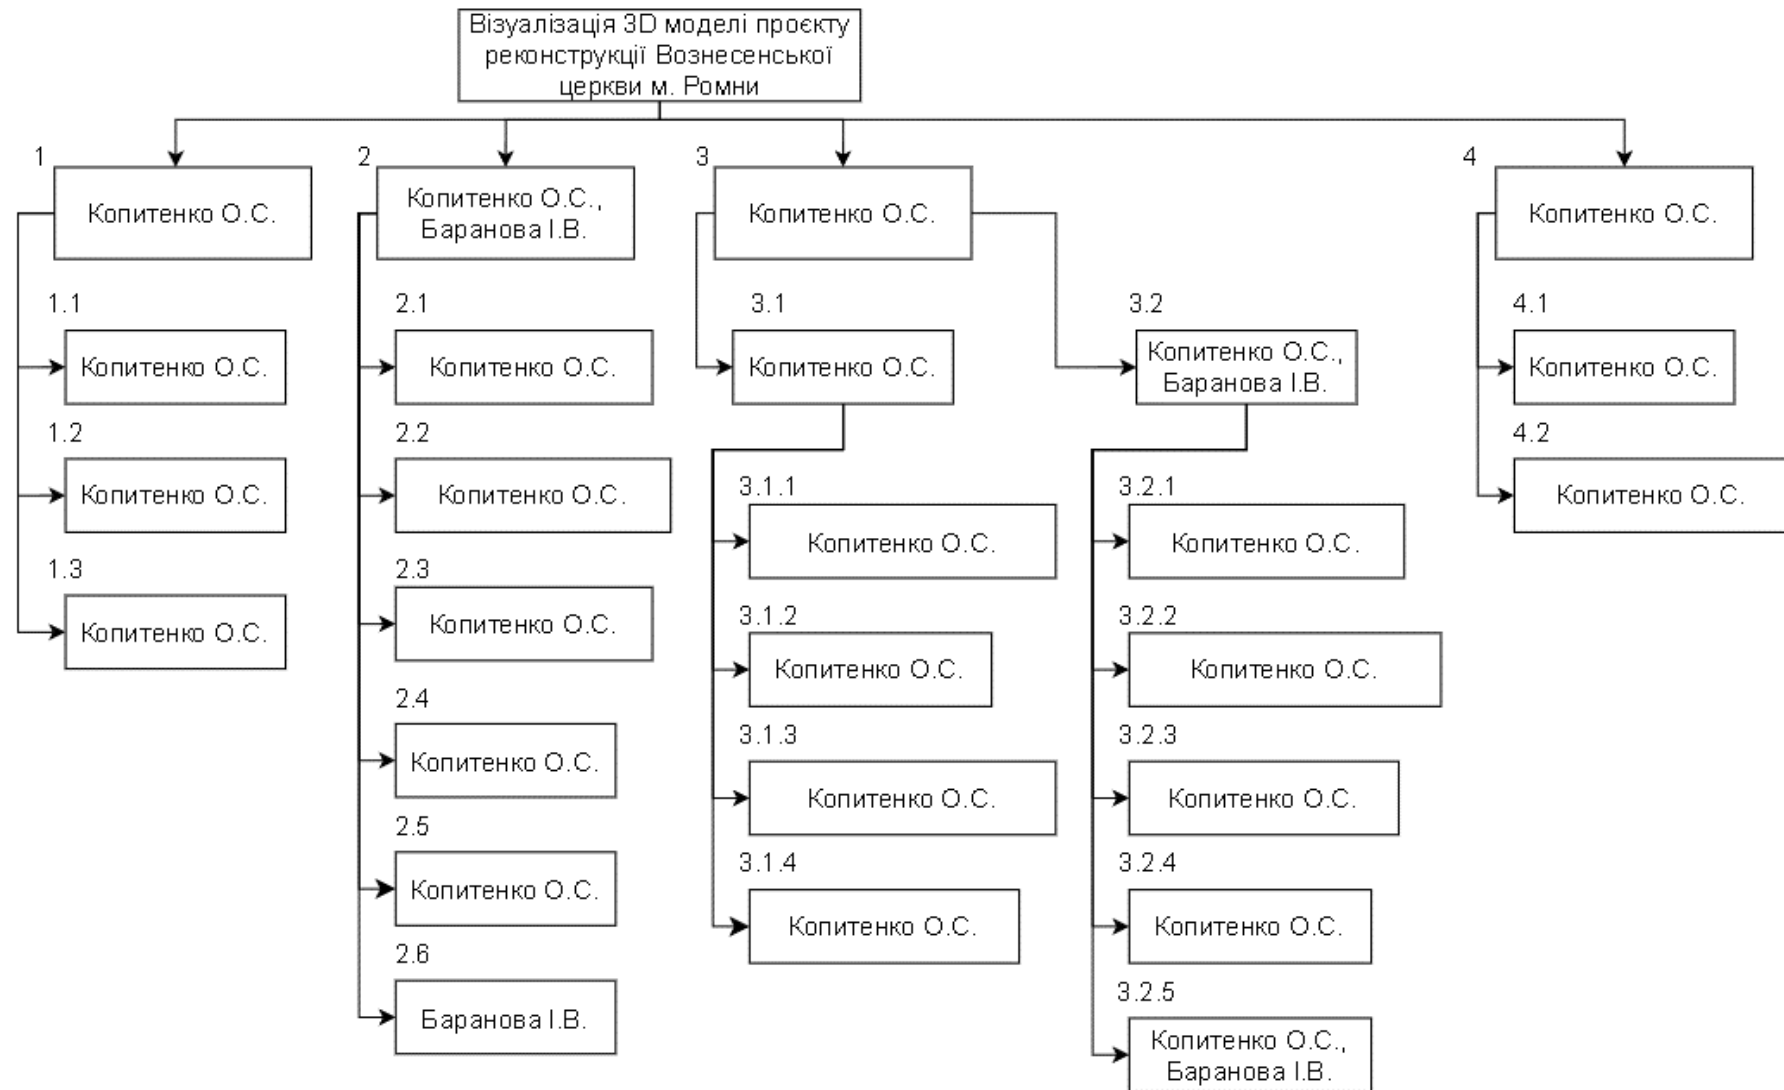 Візуалізація 3D моделі проєкту
реконструкції Вознесенської
церкви м. Ромни
1
Копитенко О.С.
1.1
Копитенко О.С.
1.2
Копитенко О.С.
1.3
Копитенко О.С.
2
Копитенко О.С.,
Баранова І.В.
2.1
Копитенко О.С.
2.2
Копитенко О.С.
2.3
Копитенко О.С.
2.4
Копитенко О.С.
2.5
Копитенко О.С.
2.6
Баранова І.В.
3
Копитенко О.С.
3.1
Копитенко О.С.
3.1.1
Копитенко О.С.
3.1.2
Копитенко О.С.
3.1.3
Копитенко О.С.
3.1.4
Копитенко О.С.
3.2
Копитенко О.С.,
Баранова І.В.
3.2.1
Копитенко О.С.
3.2.2
Копитенко О.С.
3.2.3
Копитенко О.С.
3.2.4
Копитенко О.С.
3.2.5
Копитенко О.С.,
Баранова І.В.
4
Копитенко О.С.
4.1
Копитенко О.С.
4.2
Копитенко О.С.